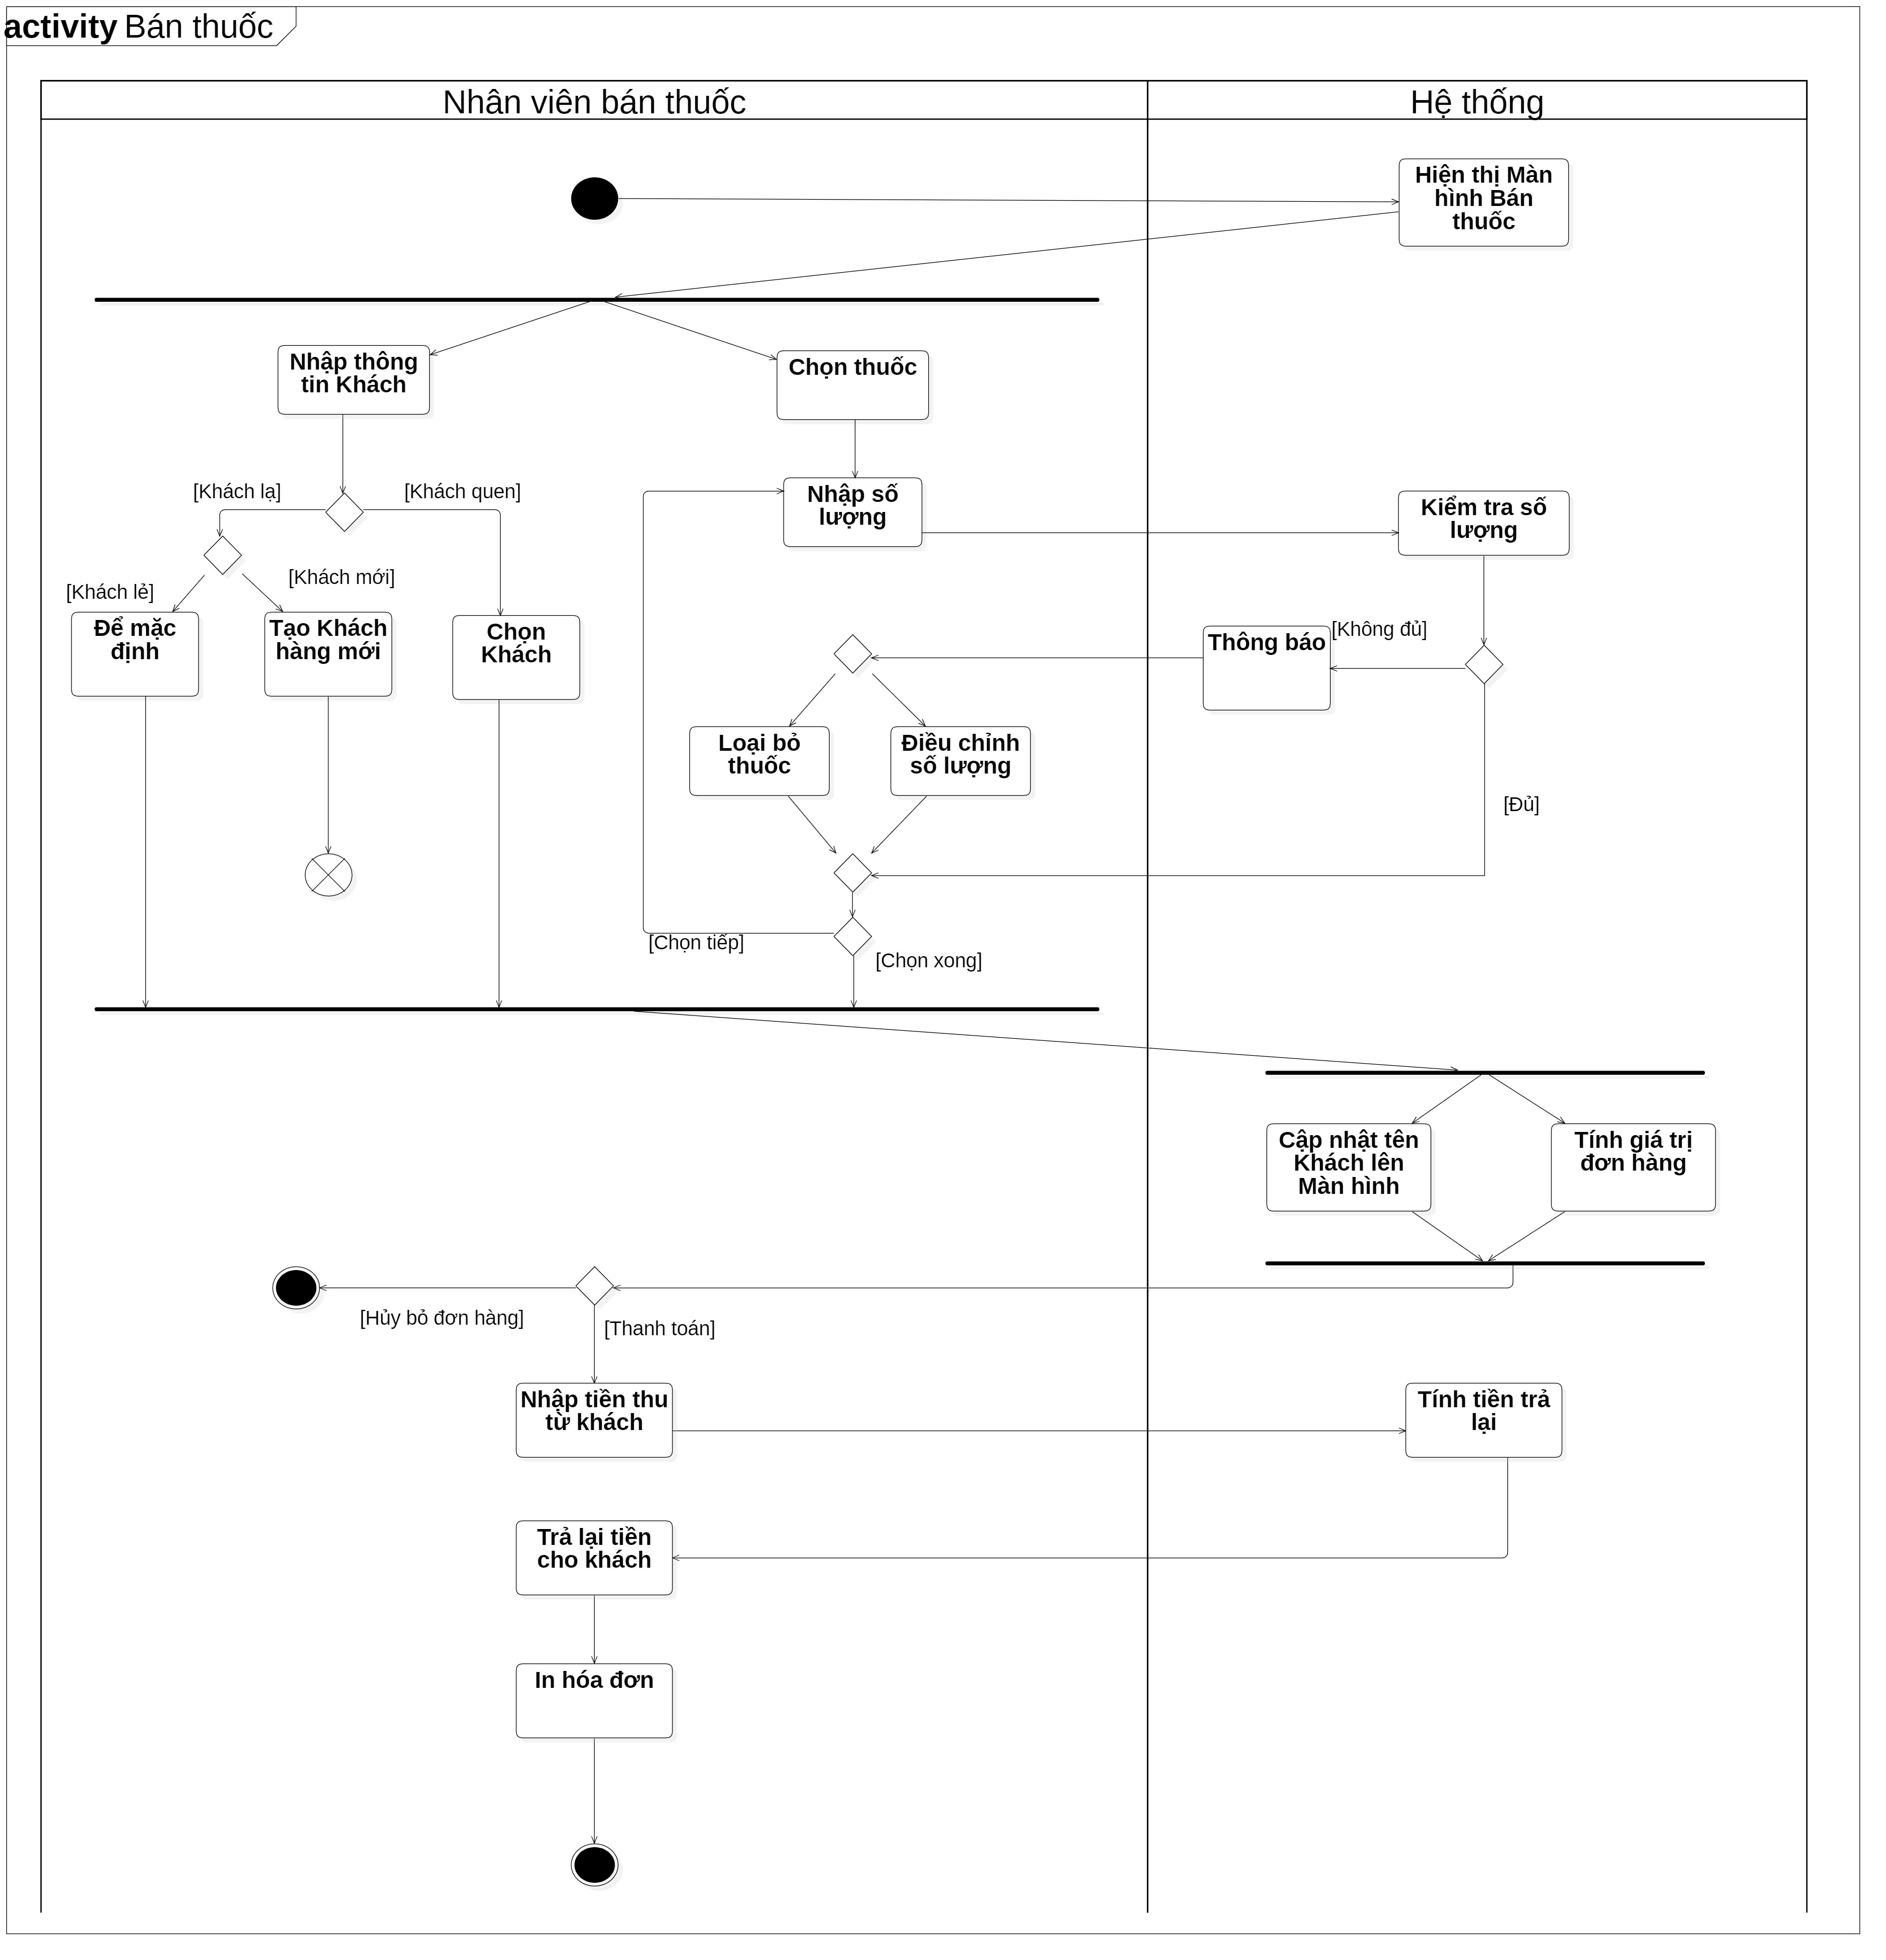 activity Bán thuốc
Nhân viên bán thuốc
Hệ thống
Hiện thị Màn
hình Bán
thuốc
Nhập thông
tin Khách
Chọn thuốc
[Khách lạ]
[Khách quen]
Nhập số
lượng
Kiểm tra số
lượng
[Khách lẻ]
[Khách mới]
Để mặc
định
Tạo Khách
hàng mới
Chọn
Khách
Thông báo
[Không đủ]
Loại bỏ
thuốc
Điều chỉnh
số lượng
[Đủ]
[Chọn tiếp]
[Chọn xong]
Cập nhật tên
Khách lên
Màn hình
Tính giá trị
đơn hàng
[Hủy bỏ đơn hàng]
[Thanh toán]
Nhập tiền thu
từ khách
Tính tiền trả
lại
Trả lại tiền
cho khách
In hóa đơn